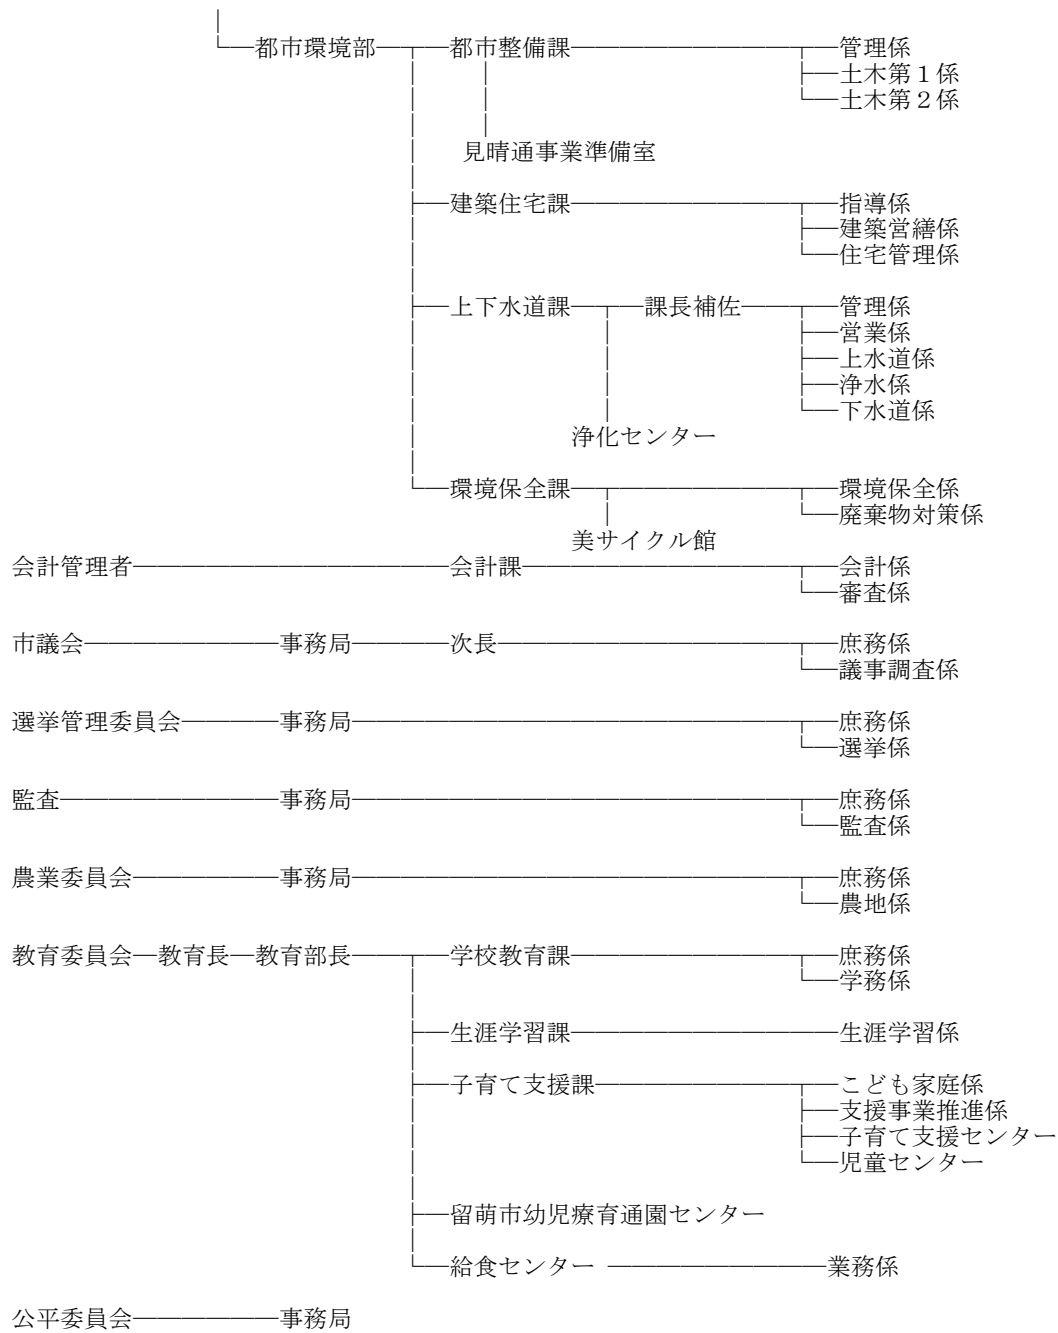 都市環境部 都市整備課 管理係
土木第１係
土木第２係
見晴通事業準備室
建築住宅課 指導係
建築営繕係
住宅管理係
上下水道課 課長補佐 管理係
営業係
上水道係
浄水係
下水道係
浄化センター
環境保全課 環境保全係
廃棄物対策係
美サイクル館
会計管理者 会計課 会計係
審査係
市議会 事務局 次長 庶務係
議事調査係
選挙管理委員会 事務局 庶務係
選挙係
監査 事務局 庶務係
監査係
農業委員会 事務局 庶務係
農地係
教育委員会 教育長 教育部長 学校教育課 庶務係
学務係
生涯学習課 生涯学習係
子育て支援課 こども家庭係
支援事業推進係
子育て支援センター
児童センター
留萌市幼児療育通園センター
給食センター 業務係
公平委員会 事務局